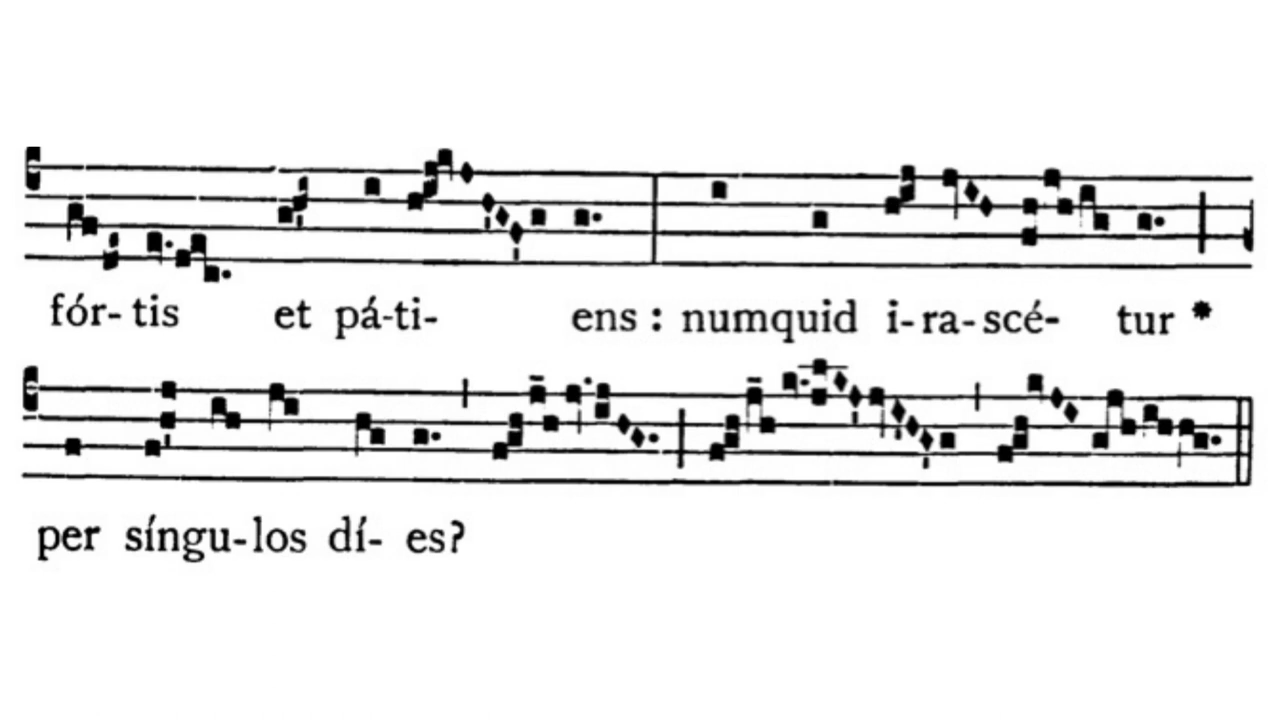 fór- tis et pá-ti- ens : numquid i-ra-scé- tur *
per síngu-los dí- es?